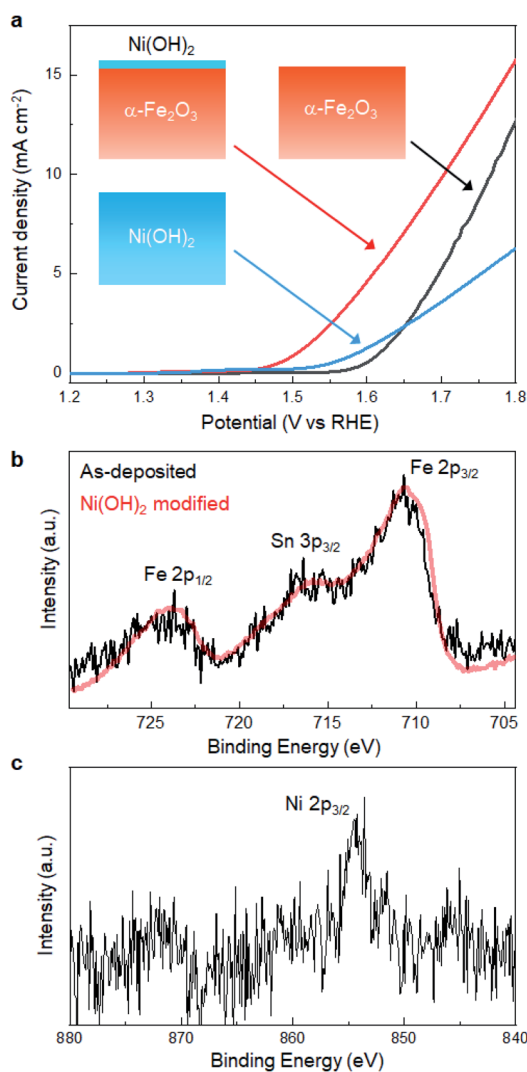 a
Ni(OH)2
α-Fe2O3
α-Fe2O3
Ni(OH)2
Current density (mA cm-2)
15
10
5
0
1.2 1.3 1.4 1.5 1.6 1.7 1.8
Potential (V vs RHE)
b
As-deposited
Ni(OH)2 modified
Fe 2p3/2
Sn 3p3/2
Fe 2p1/2
Intensity (a.u.)
725 720 715 710 705
Binding Energy (eV)
c
Ni 2p3/2
Intensity (a.u.)
880 870 860 850 840
Binding Energy (eV)